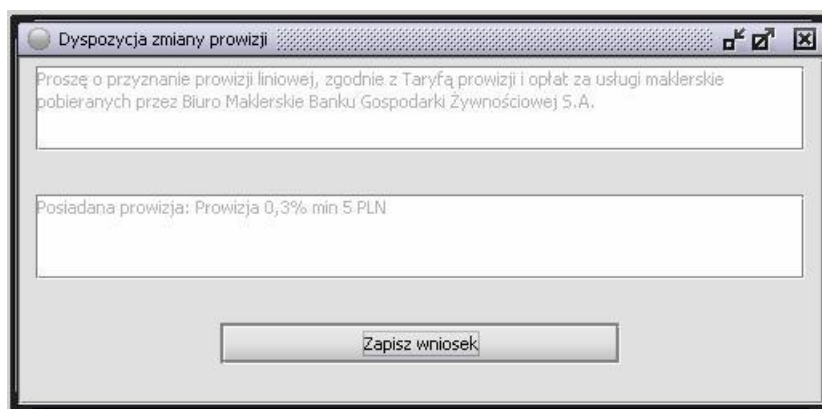 Dyspozycja zmiany prowizji
Proszę o przyznanie prowizji liniowej, zgodnie z Taryfą prowizji i opłat za usługi maklerskie
pobieranych przez Biuro Maklerskie Banku Gospodarki Żywnościowej S.A.
Posiadana prowizja: Prowizja 0,3% min 5 PLN
Zapisz wniosek